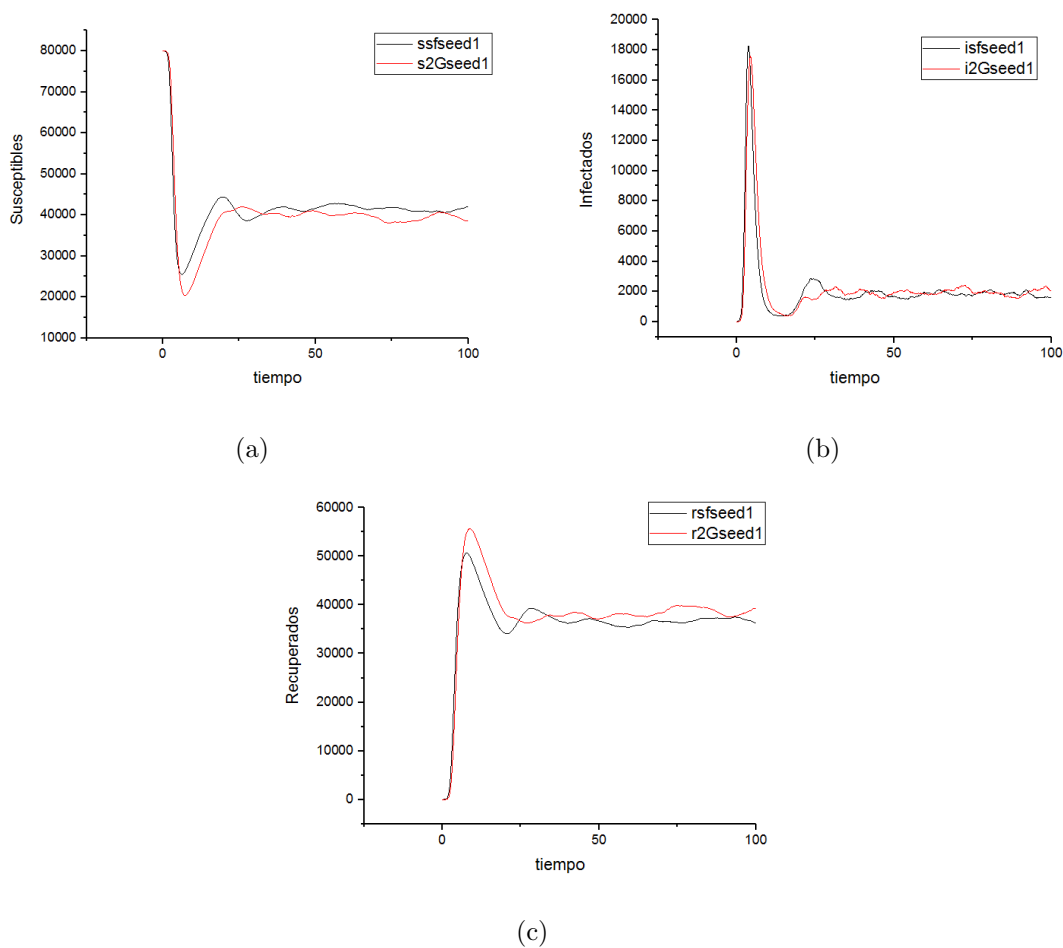 ssfseed1
s2Gseed1
80000
70000
60000
50000
40000
30000
20000
10000
Susceptibles
0
50
100
tiempo
(a)
isfseed1
i2Gseed1
20000
18000
16000
14000
12000
10000
8000
6000
4000
2000
0
Infectados
0
50
100
tiempo
(b)
rsfseed1
r2Gseed1
60000
50000
40000
30000
20000
10000
0
Recuperados
0
50
100
tiempo
(c)